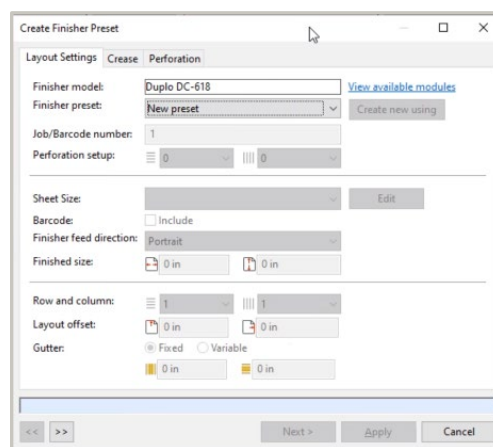 Create Finisher Preset
Layout Settings Crease Perforation
Finisher model: Duplo DC-618 View available modules
Finisher preset: New preset Create new using
Job/Barcode number: 1
Perforation setup: 0 0
Sheet Size: Edit
Barcode: Include
Finisher feed direction: Portrait
Finished size: 0 in 0 in
Row and column: 1 1
Layout offset: 0 in 0 in
Gutter: Fixed Variable
0 in 0 in
<< >> Next > Apply Cancel